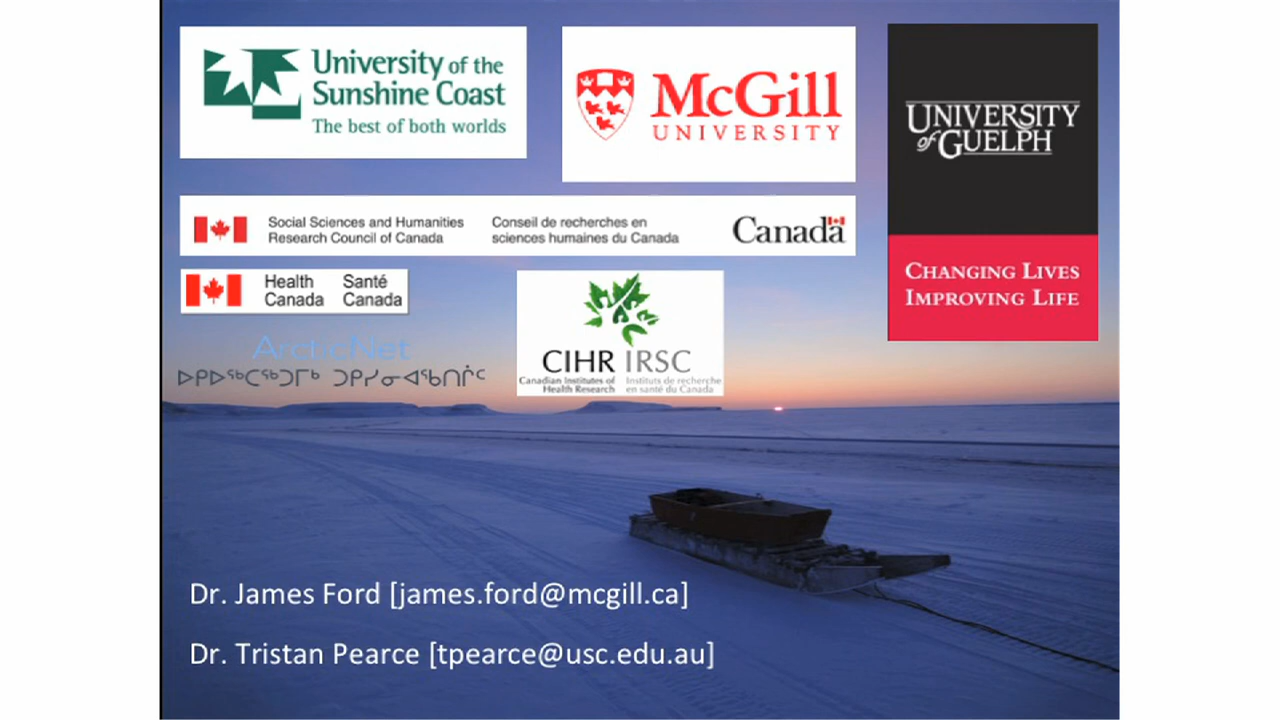 University of the
Sunshine Coast
The best of both worlds
McGill
UNIVERSITY
UNIVERSITY
of GUELPH
CHANGING LIVES
IMPROVING LIFE
Social Sciences and Humanities
Research Council of Canada
Conseil de recherches en
sciences humaines du Canada
Canada
Health
Canada
Santé
Canada
ArcticNet
ᐅᑭᐅᖅᑕᖅᑐᒥᒃ ᑐᑭᓯᓂᐊᖃᑎᒌᑦ
CIHR IRSC
Canadian Institutes of
Health Research
Instituts de recherche
en santé du Canada
Dr. James Ford [james.ford@mcgill.ca]
Dr. Tristan Pearce [tpearce@usc.edu.au]